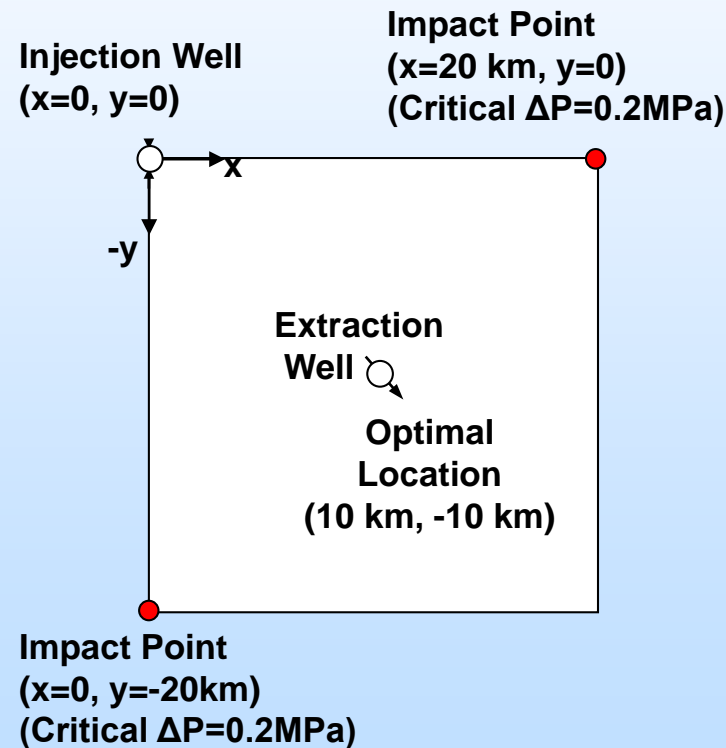 Injection Well
(x=0, y=0)
Impact Point
(x=20 km, y=0)
(Critical ΔP=0.2MPa)
x
-y
Extraction
Well
Optimal
Location
(10 km, -10 km)
Impact Point
(x=0, y=-20km)
(Critical ΔP=0.2MPa)